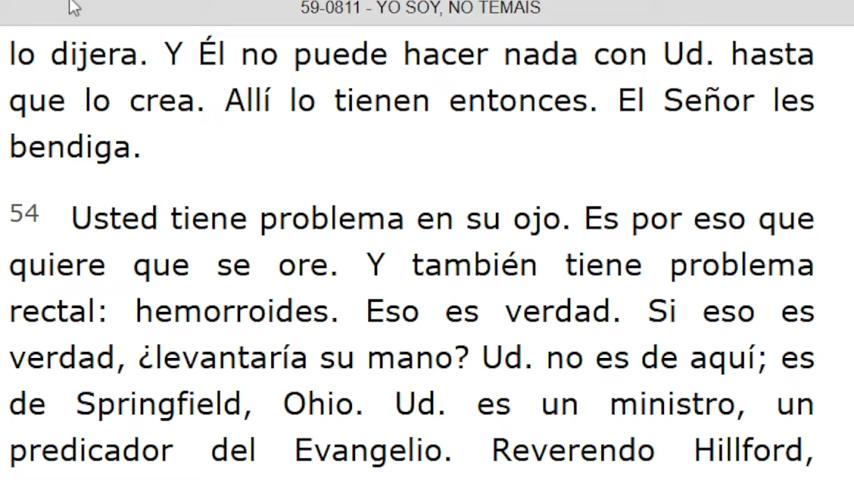 59-0811 - YO SOY, NO TEMAIS
lo dijera. Y Él no puede hacer nada con Ud. hasta
que lo crea. Allí lo tienen entonces. El Señor les
bendiga.
54 Usted tiene problema en su ojo. Es por eso que
quiere que se ore. Y también tiene problema
rectal: hemorroides. Eso es verdad. Si eso es
verdad, ¿levantaría su mano? Ud. no es de aquí; es
de Springfield, Ohio. Ud. es un ministro, un
predicador del Evangelio. Reverendo Hillford,